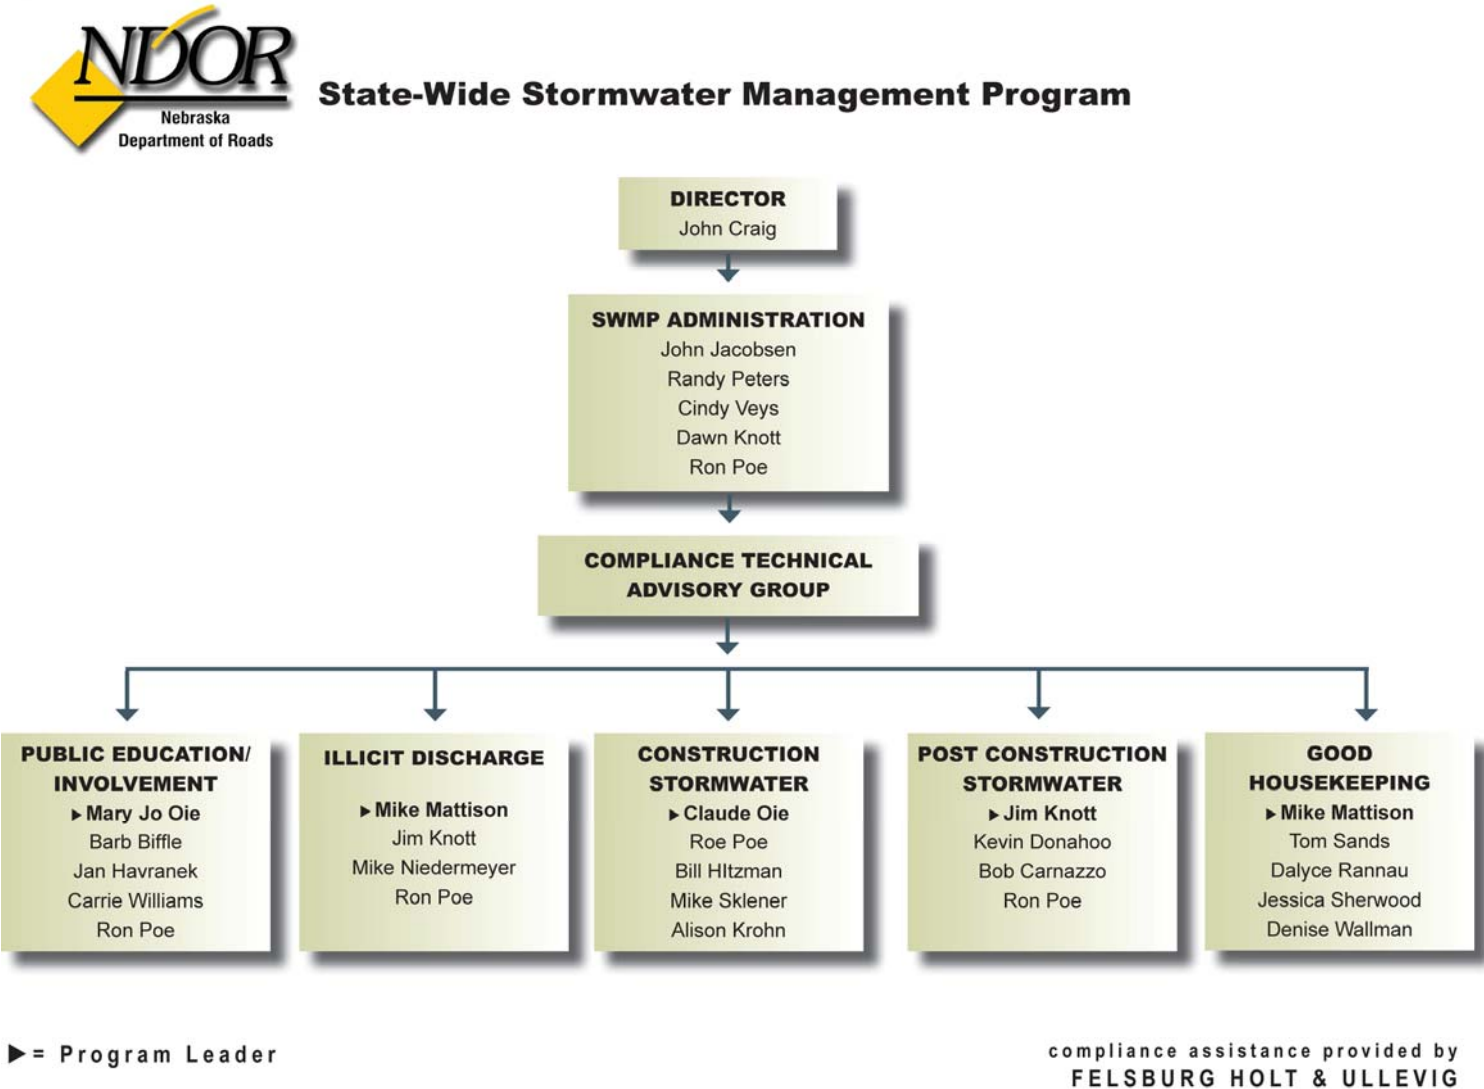 NDOR
Nebraska
Department of Roads
State-Wide Stormwater Management Program
DIRECTOR
John Craig
SWMP ADMINISTRATION
John Jacobsen
Randy Peters
Cindy Veys
Dawn Knott
Ron Poe
COMPLIANCE TECHNICAL
ADVISORY GROUP
PUBLIC EDUCATION/
INVOLVEMENT
▶ Mary Jo Oie
Barb Biffle
Jan Havranek
Carrie Williams
Ron Poe
ILLICIT DISCHARGE
▶ Mike Mattison
Jim Knott
Mike Niedermeyer
Ron Poe
CONSTRUCTION
STORMWATER
▶ Claude Oie
Roe Poe
Bill HItzman
Mike Sklener
Alison Krohn
POST CONSTRUCTION
STORMWATER
▶ Jim Knott
Kevin Donahoo
Bob Carnazzo
Ron Poe
GOOD
HOUSEKEEPING
▶ Mike Mattison
Tom Sands
Dalyce Rannau
Jessica Sherwood
Denise Wallman
▶ = Program Leader
compliance assistance provided by
FELSBURG HOLT & ULLEVIG